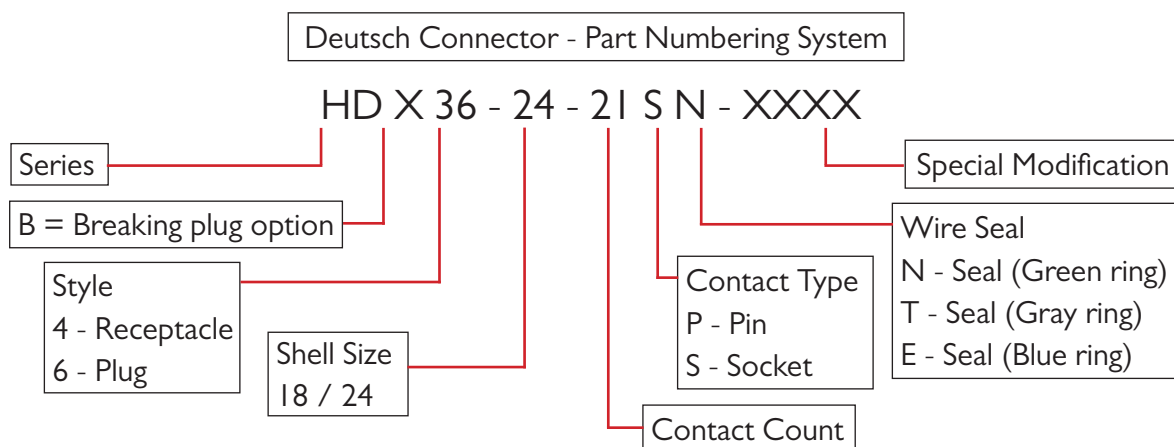 Deutsch Connector - Part Numbering System
HD X 36 - 24 - 21 S N - XXXX
Series
Special Modification
B = Breaking plug option
Style
4 - Receptacle
6 - Plug
Shell Size
18 / 24
Contact Type
P - Pin
S - Socket
Wire Seal
N - Seal (Green ring)
T - Seal (Gray ring)
E - Seal (Blue ring)
Contact Count